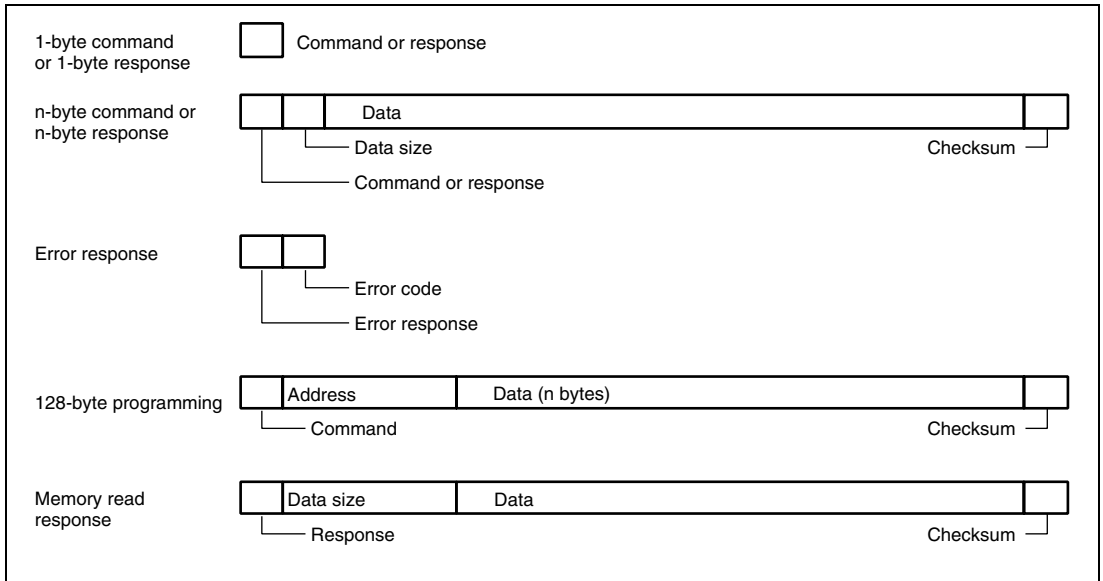 1-byte command
or 1-byte response
Command or response
n-byte command or
n-byte response
Data
Data size
Checksum
Command or response
Error response
Error code
Error response
128-byte programming
Address
Data (n bytes)
Command
Checksum
Memory read
response
Data size
Data
Response
Checksum